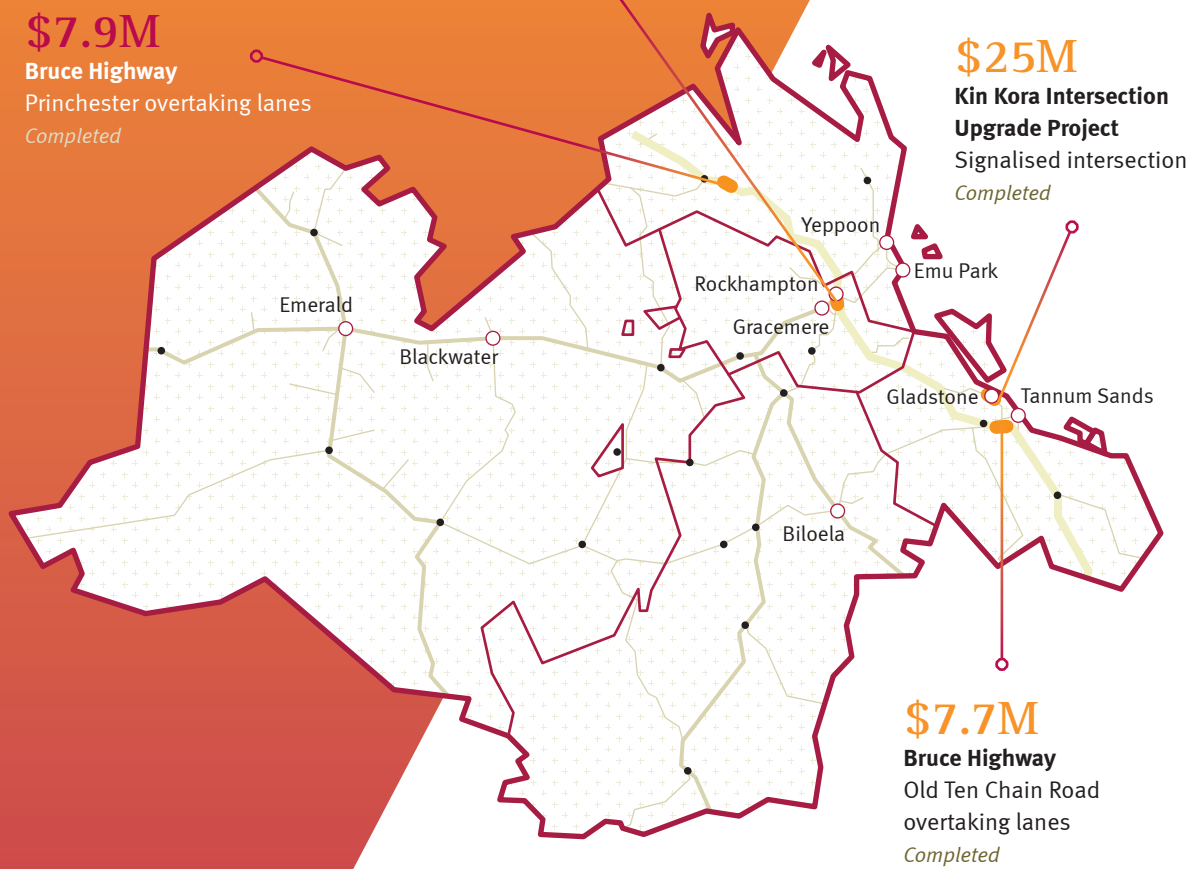 $7.9M
Bruce Highway
Princhester overtaking lanes
Completed
$25M
Kin Kora Intersection
Upgrade Project
Signalised intersection
Completed
Yeppoon
Emu Park
Rockhampton
Gracemere
Emerald
Blackwater
Gladstone
Tannum Sands
Biloela
$7.7M
Bruce Highway
Old Ten Chain Road
overtaking lanes
Completed